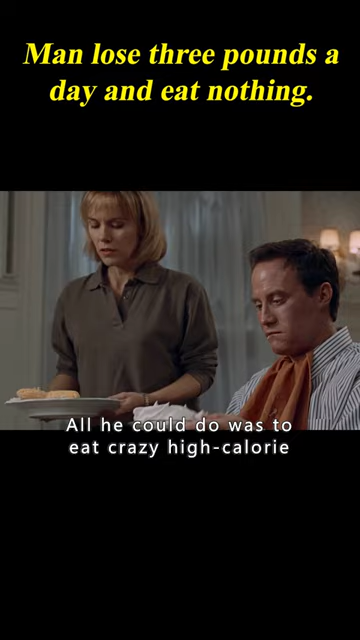 Man lose three pounds a
day and eat nothing.
All he could do was to
eat crazy high-calorie